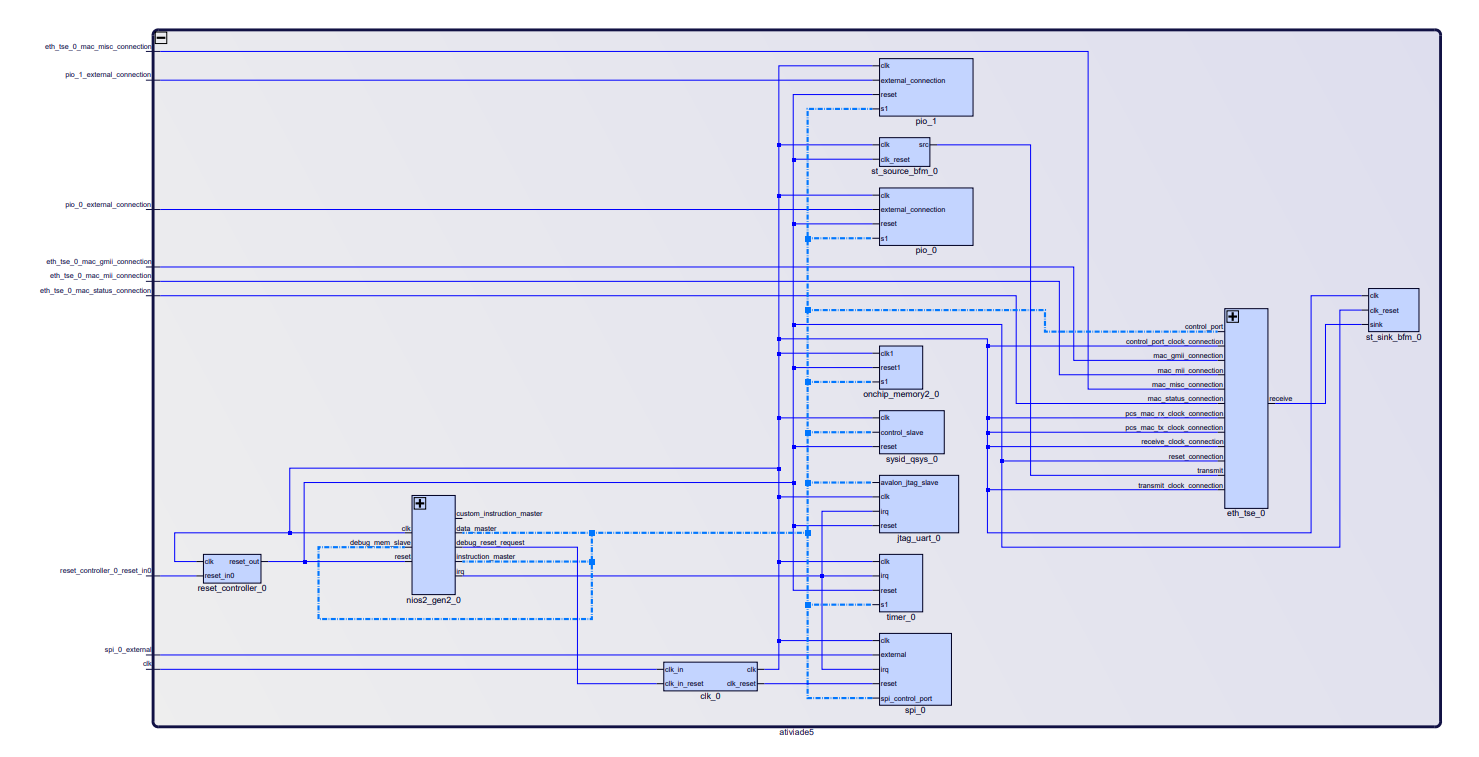 eth_tse_0_mac_misc_connection
pio_1_external_connection
pio_0_external_connection
eth_tse_0_mac_gmii_connection
eth_tse_0_mac_mii_connection
eth_tse_0_mac_status_connection
reset_controller_0_reset_in0
spi_0_external
clk
clk reset_out
reset_in0
reset_controller_0
custom_instruction_master
clk data_master
debug_mem_slave debug_reset_request
reset instruction_master
irq
nios2_gen2_0
clk_in clk
clk_in_reset clk_reset
clk_0
clk
external_connection
reset
s1
pio_1
clk src
clk_reset
st_source_bfm_0
clk
external_connection
reset
s1
pio_0
clk1
reset1
s1
onchip_memory2_0
clk
control_slave
reset
sysid_qsys_0
avalon_jtag_slave
clk
irq
reset
jtag_uart_0
clk
irq
reset
s1
timer_0
clk
external
irq
reset
spi_control_port
spi_0
control_port
control_port_clock_connection
mac_gmii_connection
mac_mii_connection
mac_misc_connection
mac_status_connection receive
pcs_mac_rx_clock_connection
pcs_mac_tx_clock_connection
receive_clock_connection
reset_connection
transmit
transmit_clock_connection
eth_tse_0
clk
clk_reset
sink
st_sink_bfm_0
ativiade5